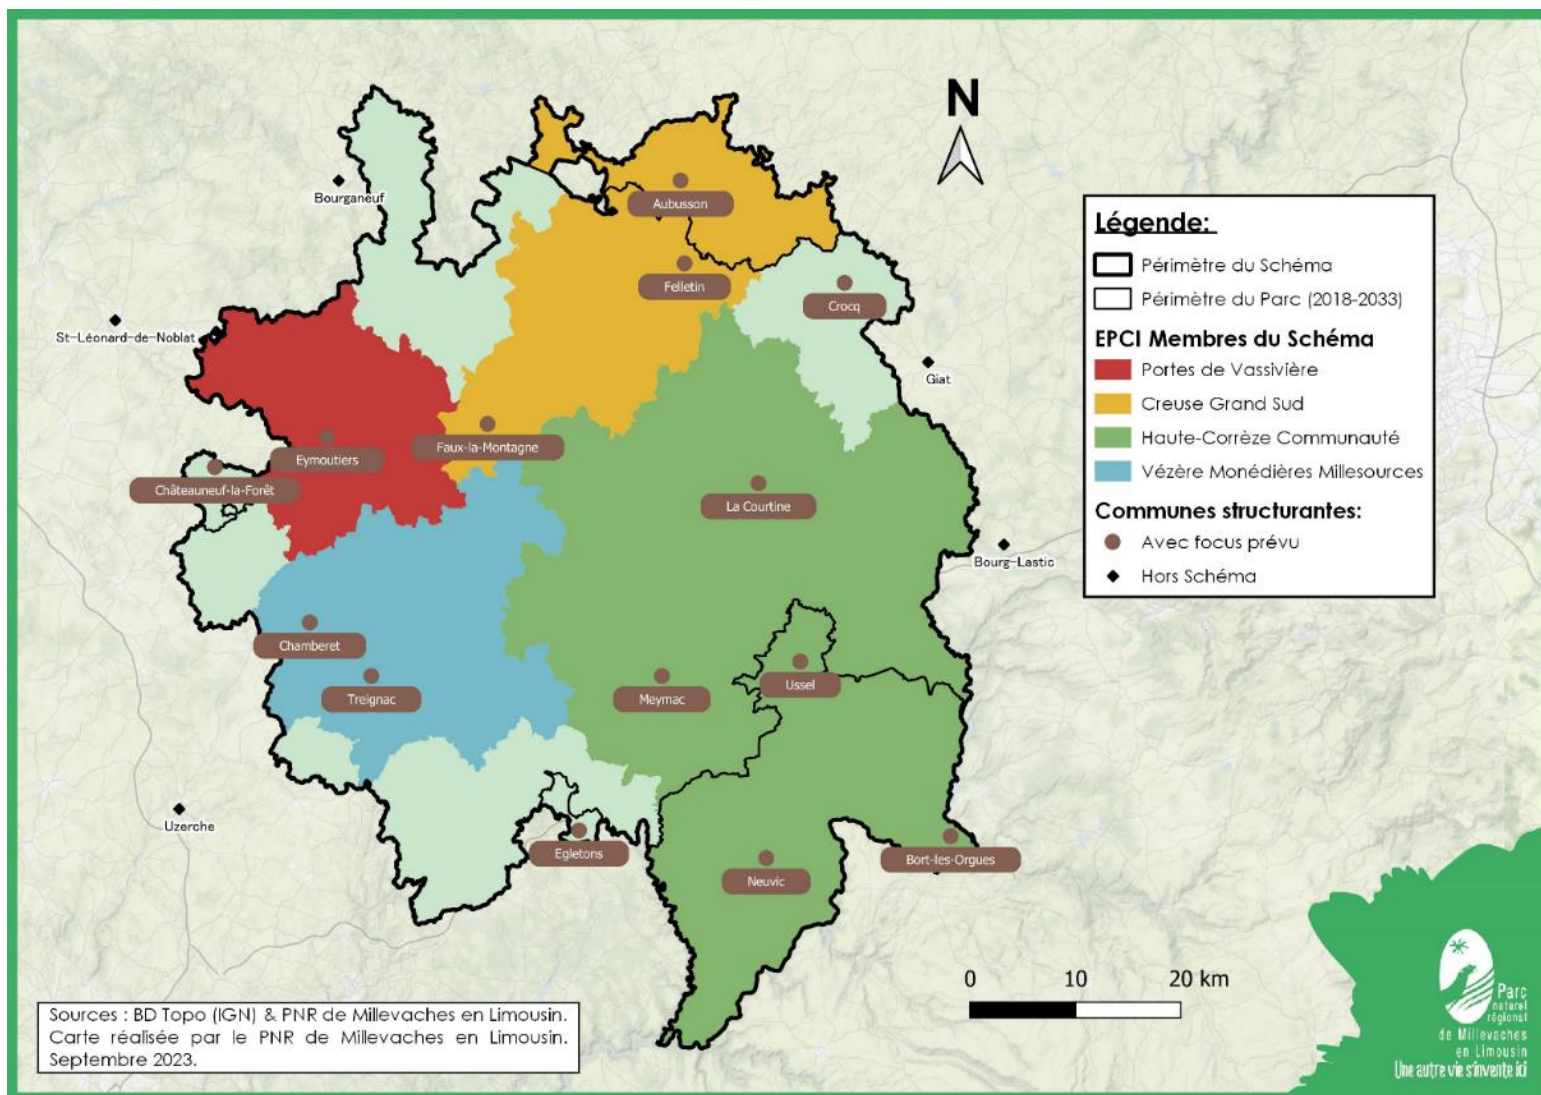 N
Bourganeuf
Aubusson
Felletin
Crocq
St-Léonard-de-Noblat
Giat
Eymoutiers
Faux-la-Montagne
Châteauneuf-la-Forêt
La Courtine
Bourg-Lastic
Chamberet
Treignac
Meymac
Ussel
Uzerche
Egletons
Neuvic
Bort-les-Orgues
Légende:
Périmètre du Schéma
Périmètre du Parc (2018-2033)
EPCI Membres du Schéma
Portes de Vassivière
Creuse Grand Sud
Haute-Corrèze Communauté
Vézère Monédières Millesources
Communes structurantes:
Avec focus prévu
Hors Schéma
0 10 20 km
Sources : BD Topo (IGN) & PNR de Millevaches en Limousin.
Carte réalisée par le PNR de Millevaches en Limousin.
Septembre 2023.
Parc
naturel
régional
de Millevaches
en Limousin
Une autre vie s'invente ici